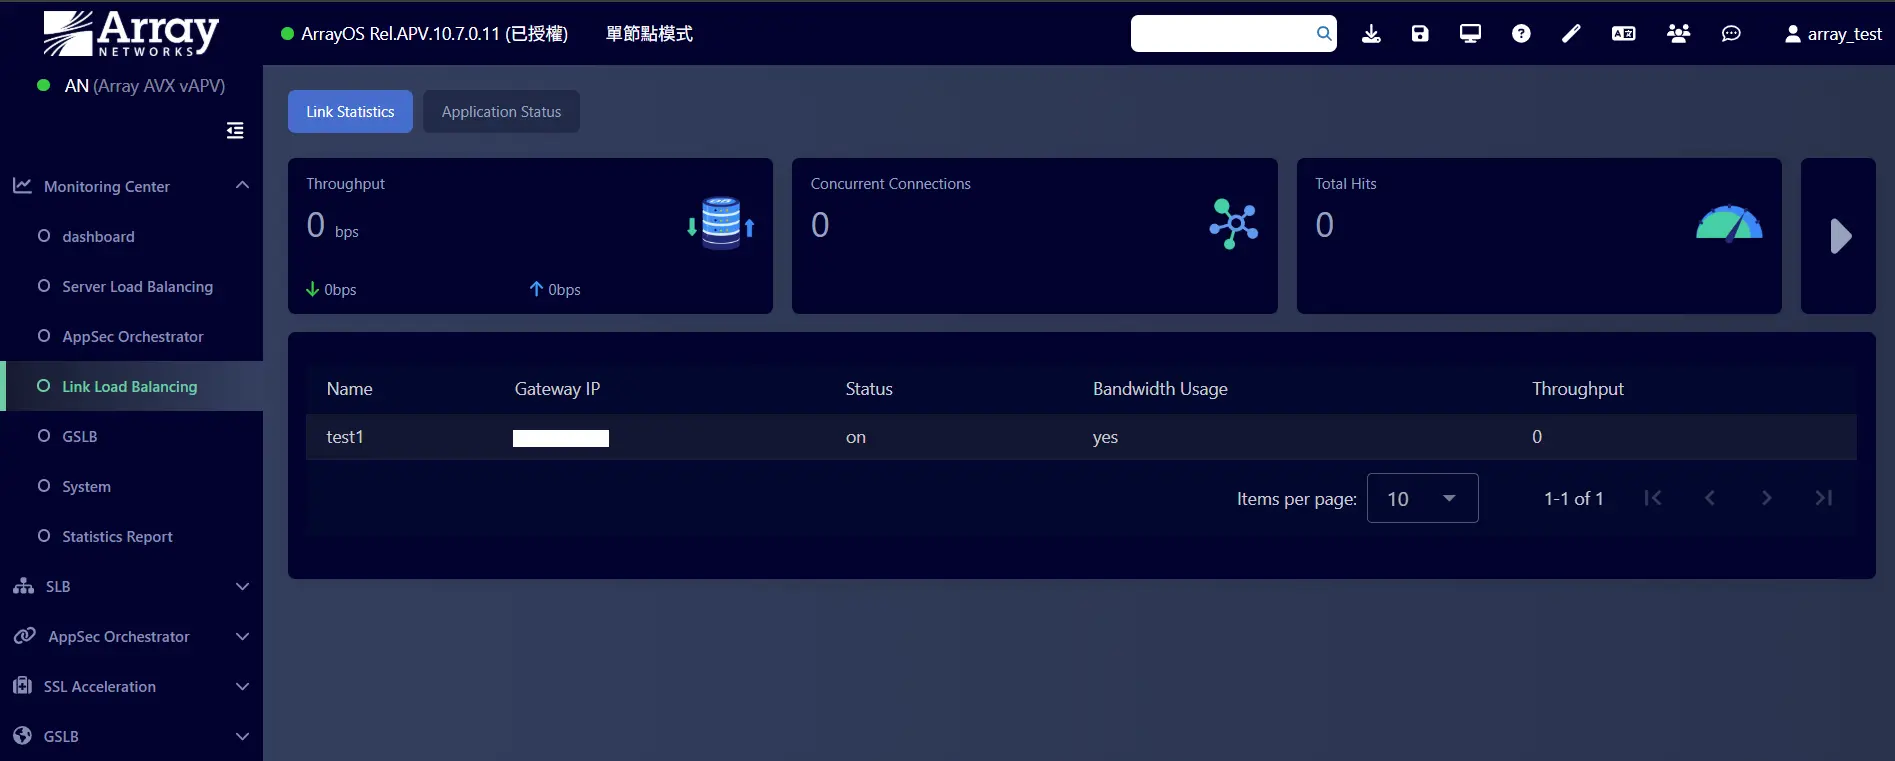 Array
NETWORKS
ArrayOS Rel.APV.10.7.0.11 (已授權)
單節點模式
array_test
AN (Array AVX vAPV)
Monitoring Center
dashboard
Server Load Balancing
AppSec Orchestrator
Link Load Balancing
GSLB
System
Statistics Report
SLB
AppSec Orchestrator
SSL Acceleration
GSLB
Link Statistics
Application Status
Throughput
0 bps
0bps
0bps
Concurrent Connections
0
Total Hits
0
Name Gateway IP Status Bandwidth Usage Throughput
test1 on yes 0
Items per page: 10 1-1 of 1